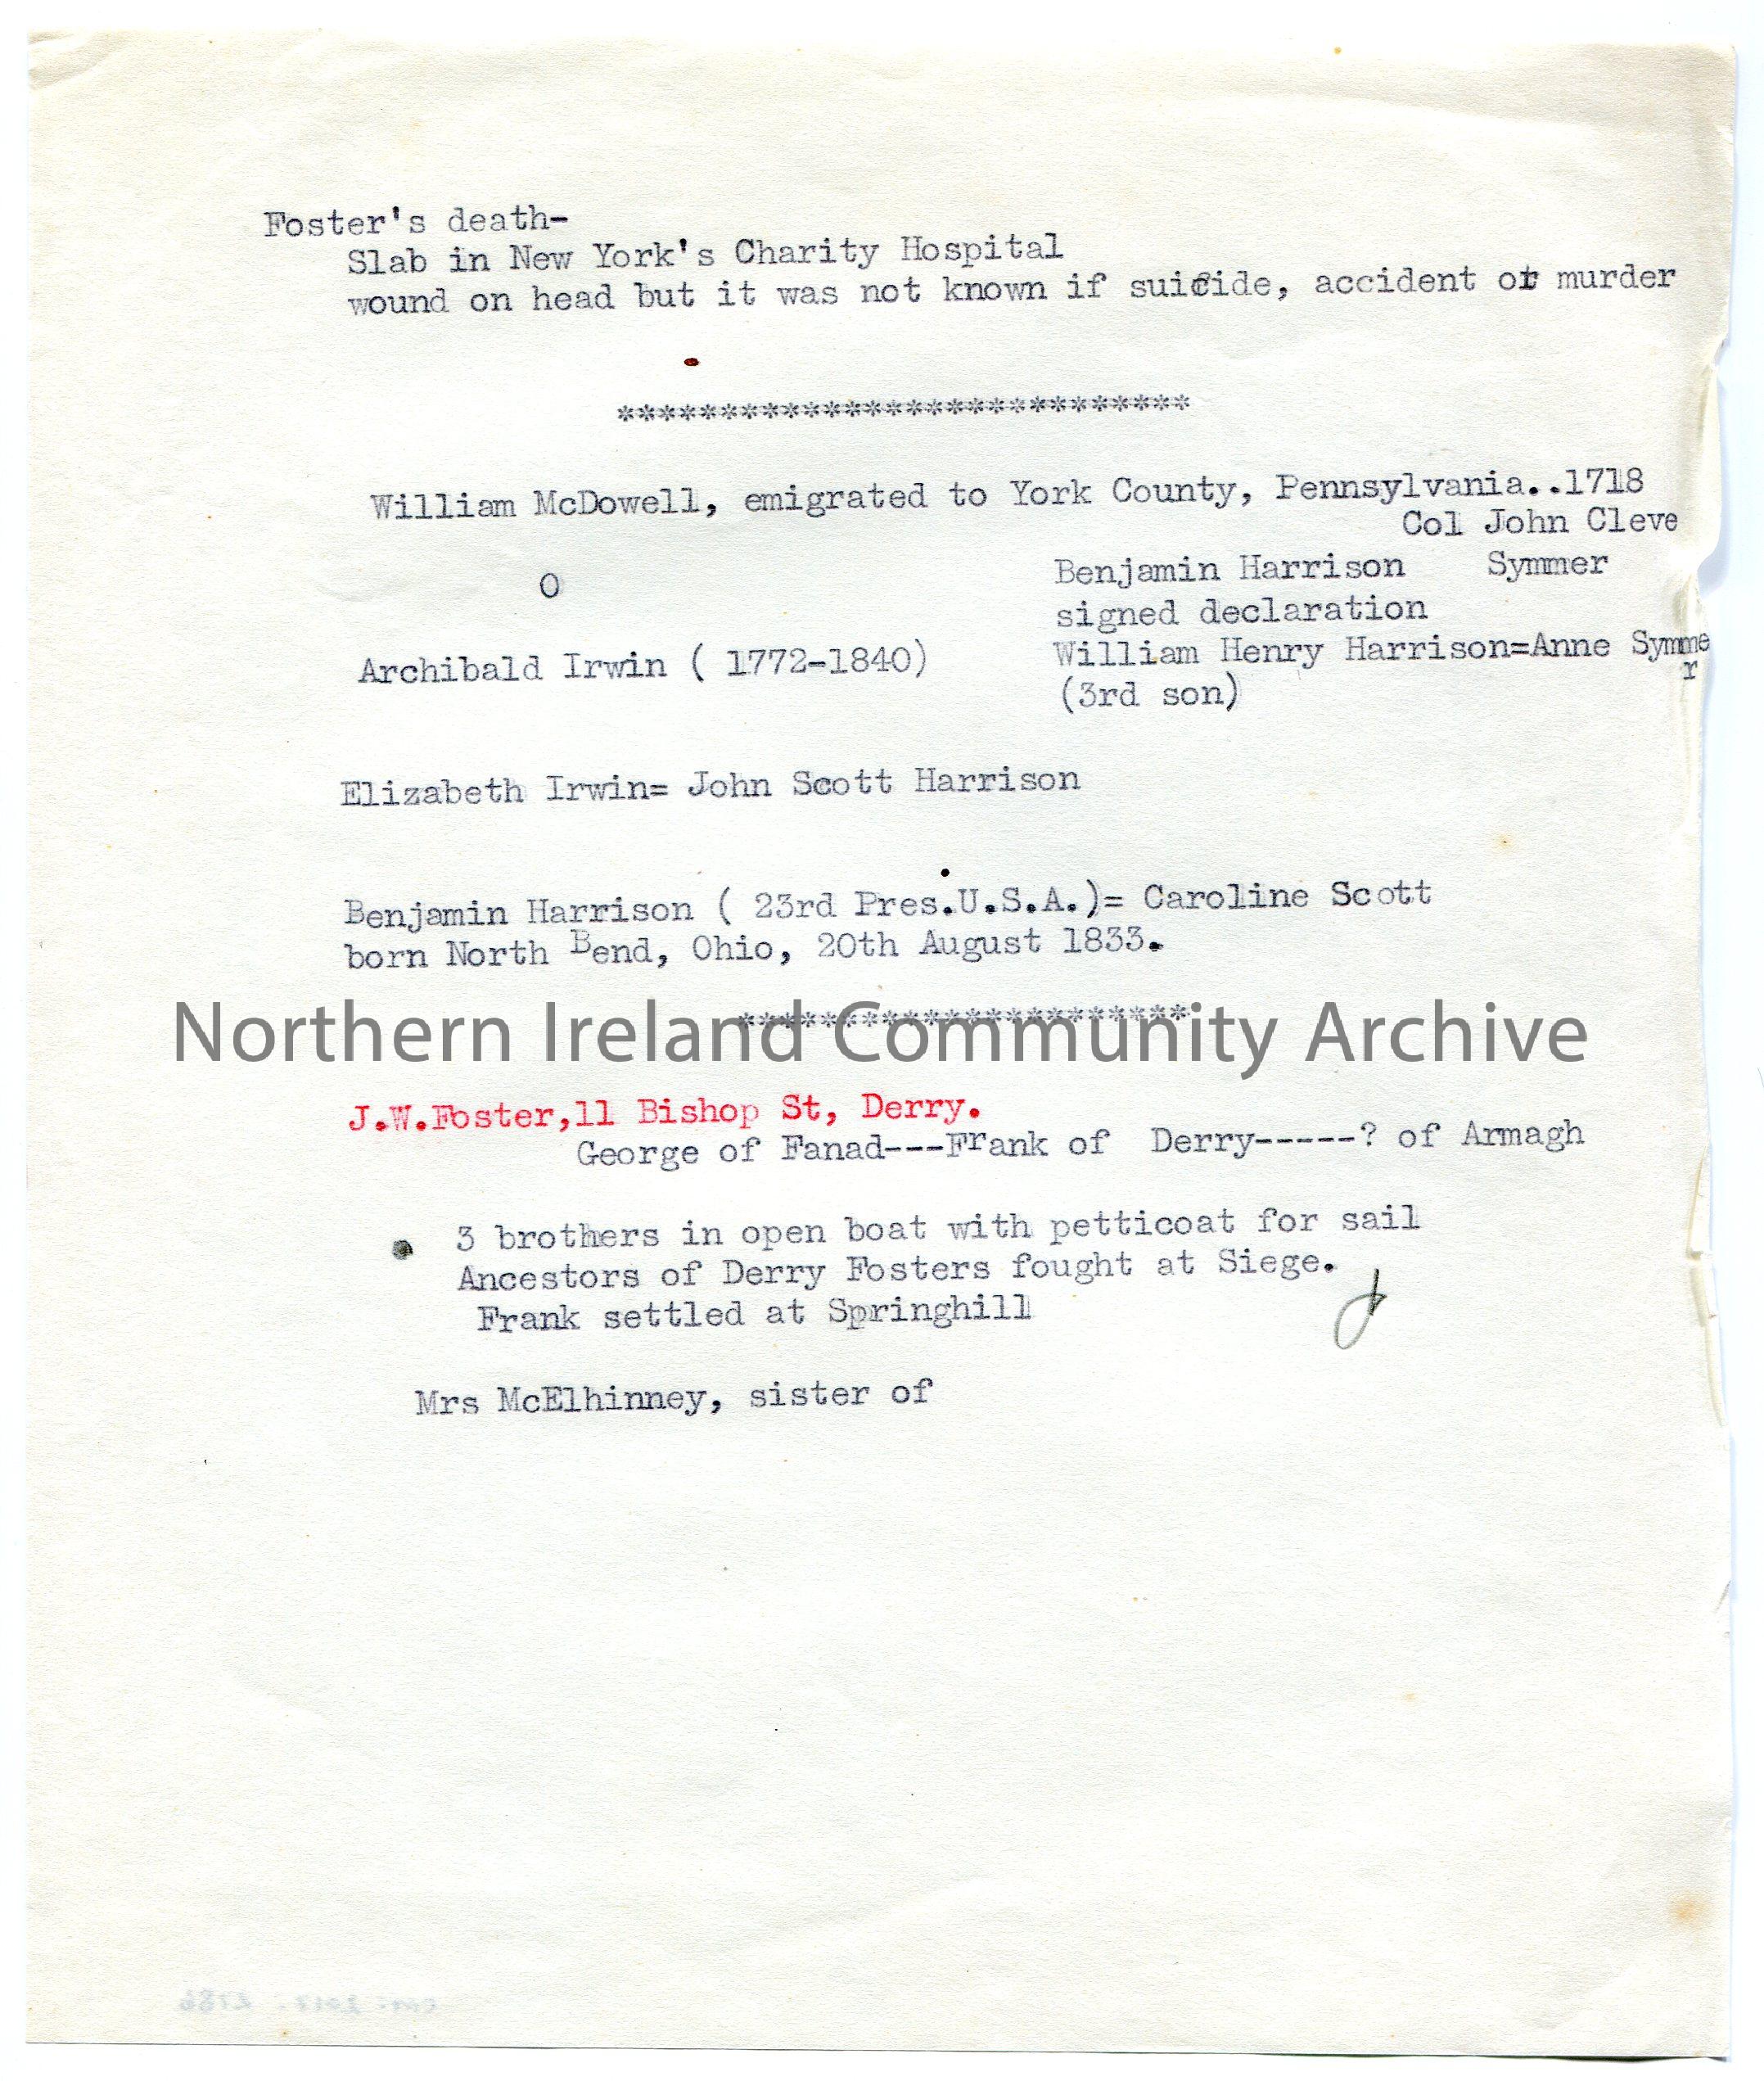 Foster's death-
Slab in New York's Charity Hospital
wound on head but it was not known if suicide, accident or murder
****************************
William McDowell, emigrated to York County, Pennsylvania..1718
Col John Cleve
Benjamin Harrison Symmer
O
signed declaration
Archibald Irwin ( 1772-1840)
William Henry Harrison=Anne Symme
r
(3rd son)
Elizabeth Irwin= John Scott Harrison
Benjamin Harrison ( 23rd Pres.U.S.A.)= Caroline Scott
born North Bend, Ohio, 20th August 1833.
**********************
Northern Ireland Community Archive
J.W.Foster,11 Bishop St, Derry.
George of Fanad---Frank of Derry-----? of Armagh
3 brothers in open boat with petticoat for sail
Ancestors of Derry Fosters fought at Siege.
Frank settled at Springhill
Mrs McElhinney, sister of